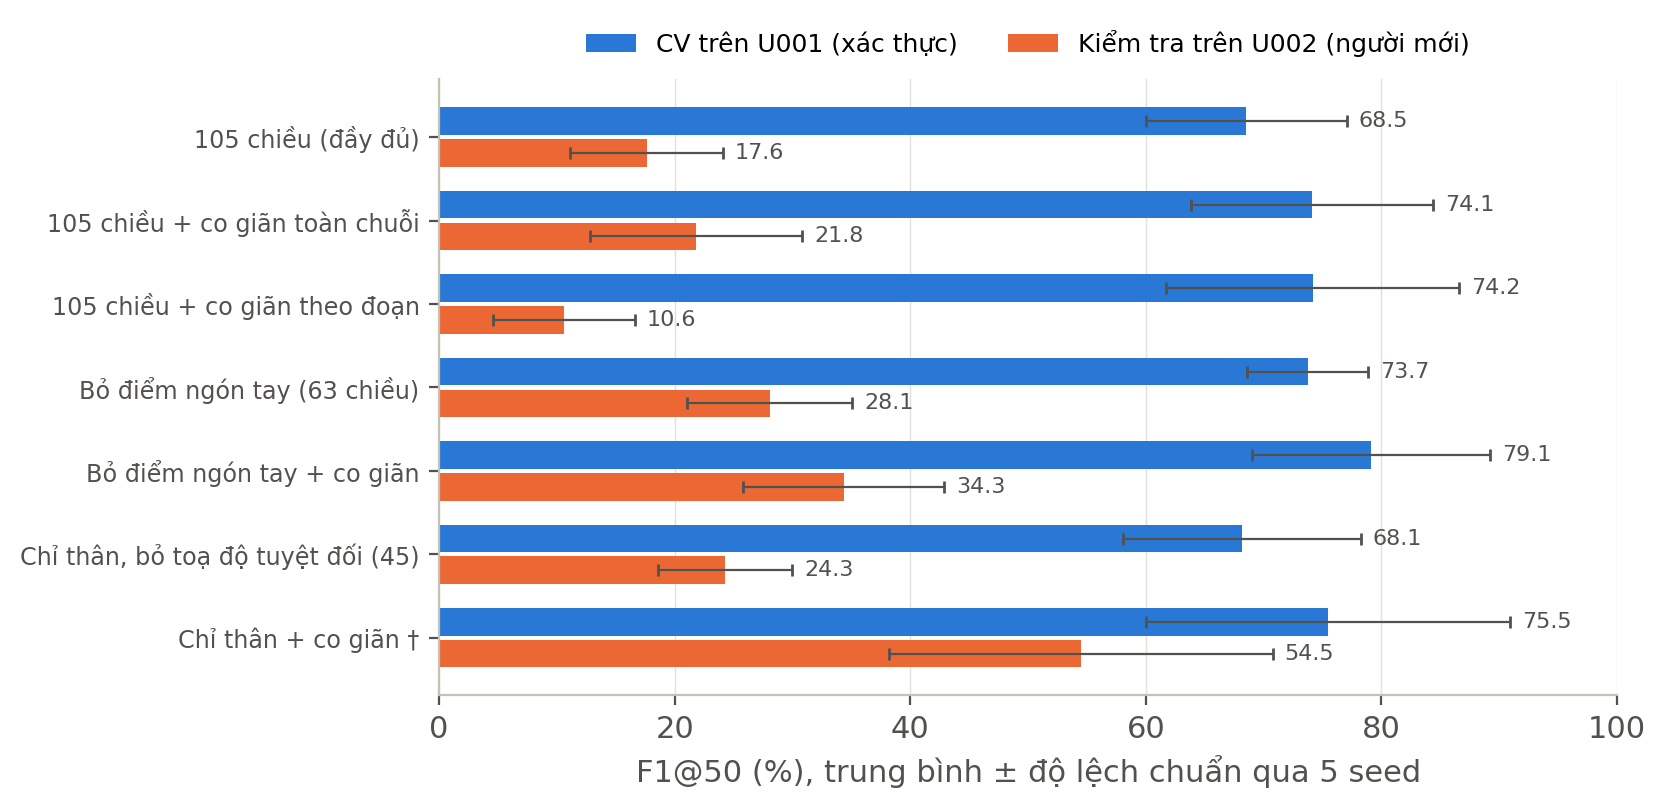 CV trên U001 (xác thực)
Kiểm tra trên U002 (người mới)
105 chiều (đầy đủ)
68.5
17.6
105 chiều + co giãn toàn chuỗi
74.1
21.8
105 chiều + co giãn theo đoạn
74.2
10.6
Bỏ điểm ngón tay (63 chiều)
73.7
28.1
Bỏ điểm ngón tay + co giãn
79.1
34.3
Chỉ thân, bỏ toạ độ tuyệt đối (45)
68.1
24.3
Chỉ thân + co giãn †
75.5
54.5
0 20 40 60 80 100
F1@50 (%), trung bình ± độ lệch chuẩn qua 5 seed